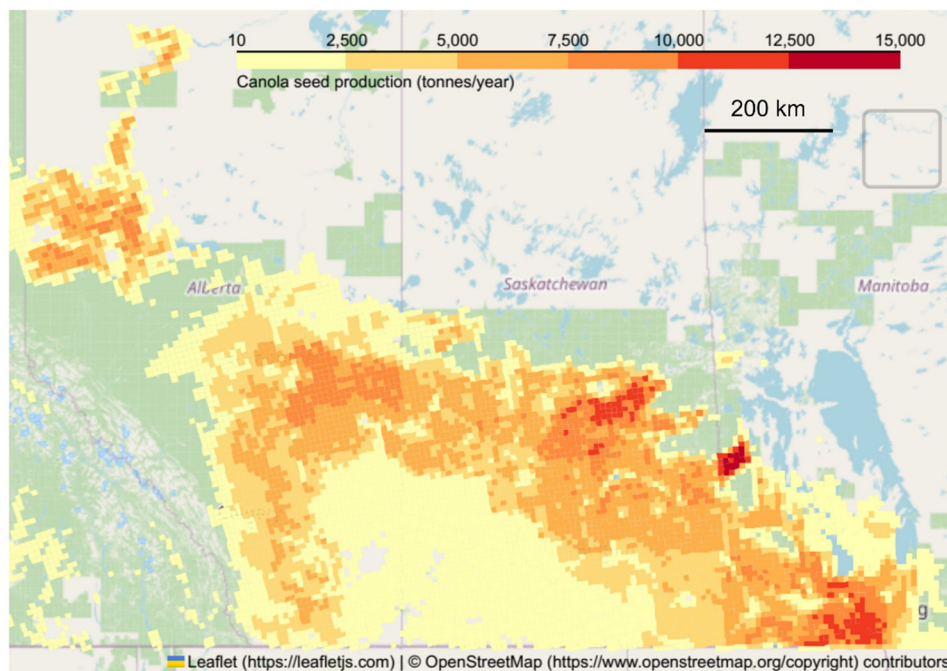 10 2,500 5,000 7,500 10,000 12,500 15,000
Canola seed production (tonnes/year)
200 km
Alberta
Saskatchewan
Manitoba
g
Leaflet (https://leafletjs.com) | © OpenStreetMap (https://www.openstreetmap.org/copyright) contributors